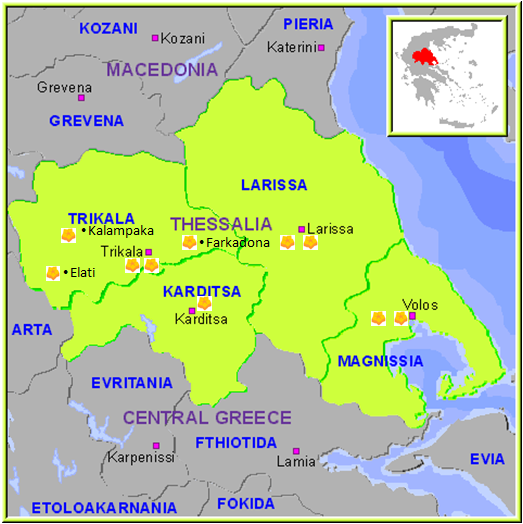 KOZANI
PIERIA
Kozani
Katerini
MACEDONIA
Grevena
GREVENA
LARISSA
TRIKALA
THESSALIA
•Kalampaka
Larissa
•Farkadona
Trikala
•Elati
KARDITSA
Volos
Karditsa
ARTA
MAGNISSIA
EVRITANIA
CENTRAL GREECE
FTHIOTIDA
Karpenissi
Lamia
EVIA
ETOLOAKARNANIA
FOKIDA